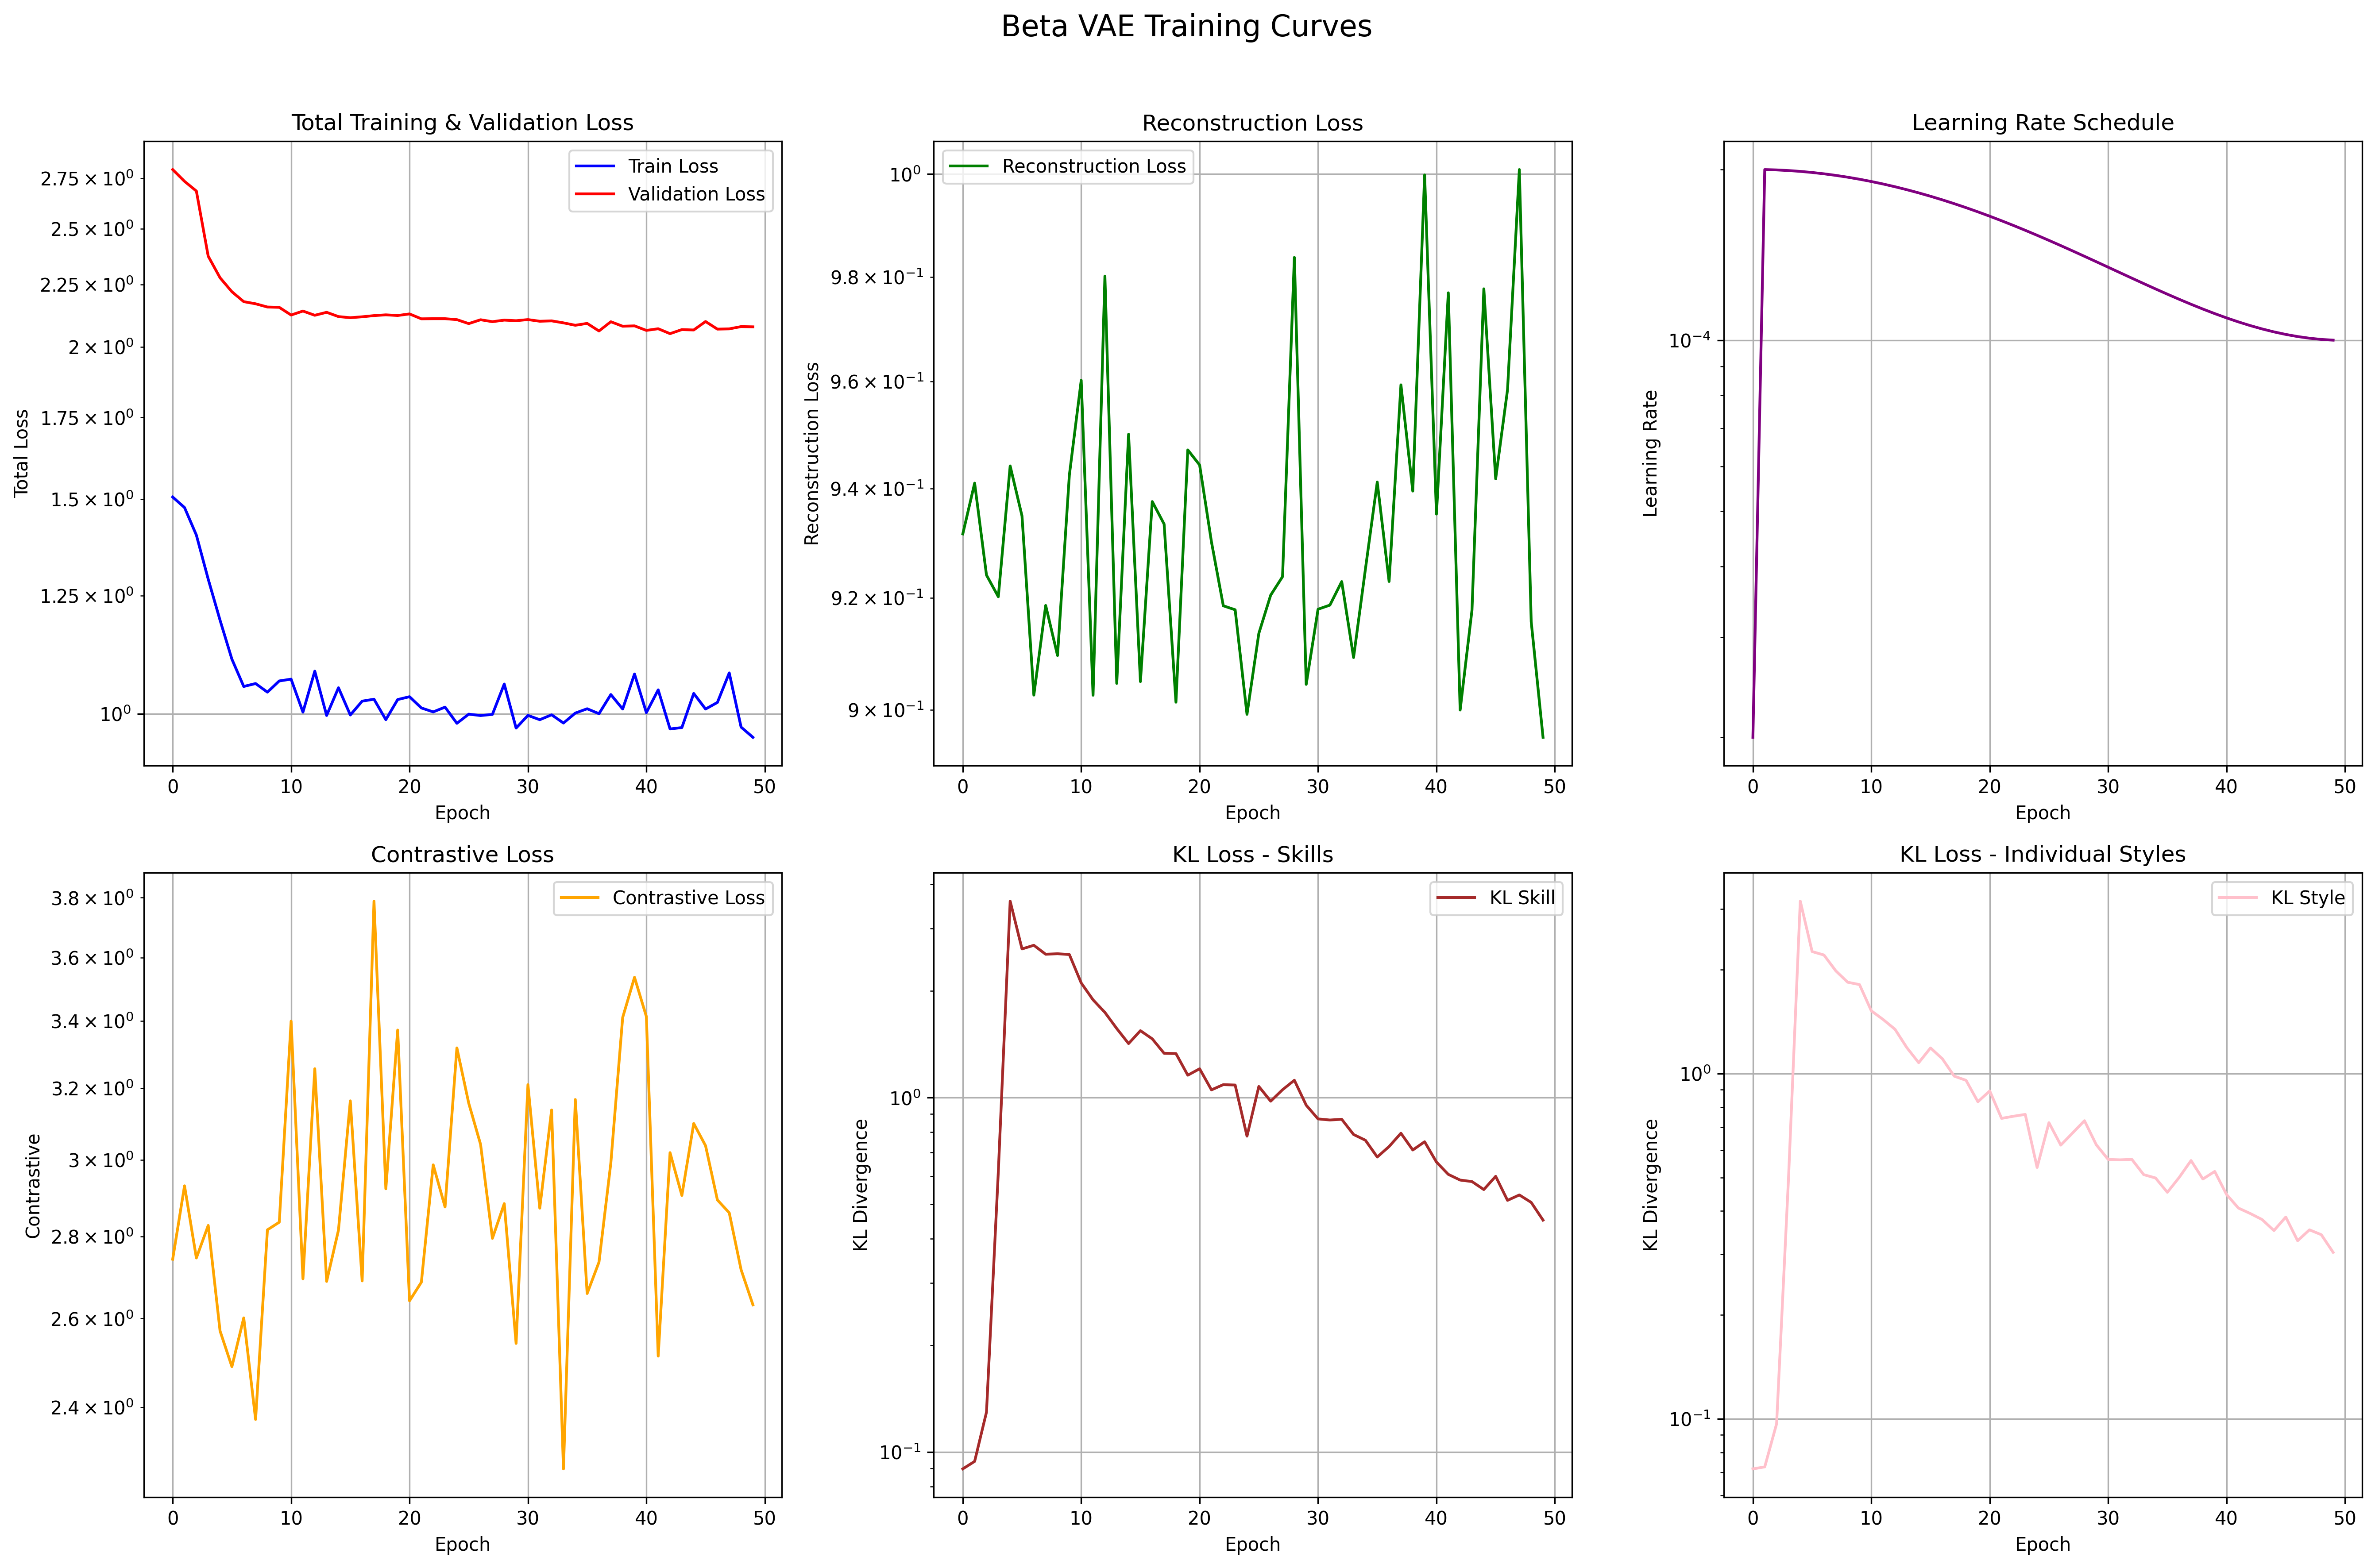 Beta VAE Training Curves
Total Training & Validation Loss
Train Loss
Validation Loss
2.75 × 10⁰
2.5 × 10⁰
2.25 × 10⁰
2 × 10⁰
1.75 × 10⁰
1.5 × 10⁰
1.25 × 10⁰
10⁰
Total Loss
0 10 20 30 40 50
Epoch
Reconstruction Loss
Reconstruction Loss
10⁰
9.8 × 10⁻¹
9.6 × 10⁻¹
9.4 × 10⁻¹
9.2 × 10⁻¹
9 × 10⁻¹
Reconstruction Loss
0 10 20 30 40 50
Epoch
Learning Rate Schedule
10⁻⁴
Learning Rate
0 10 20 30 40 50
Epoch
Contrastive Loss
Contrastive Loss
3.8 × 10⁰
3.6 × 10⁰
3.4 × 10⁰
3.2 × 10⁰
3 × 10⁰
2.8 × 10⁰
2.6 × 10⁰
2.4 × 10⁰
Contrastive
0 10 20 30 40 50
Epoch
KL Loss - Skills
KL Skill
10⁰
10⁻¹
KL Divergence
0 10 20 30 40 50
Epoch
KL Loss - Individual Styles
KL Style
10⁰
10⁻¹
KL Divergence
0 10 20 30 40 50
Epoch